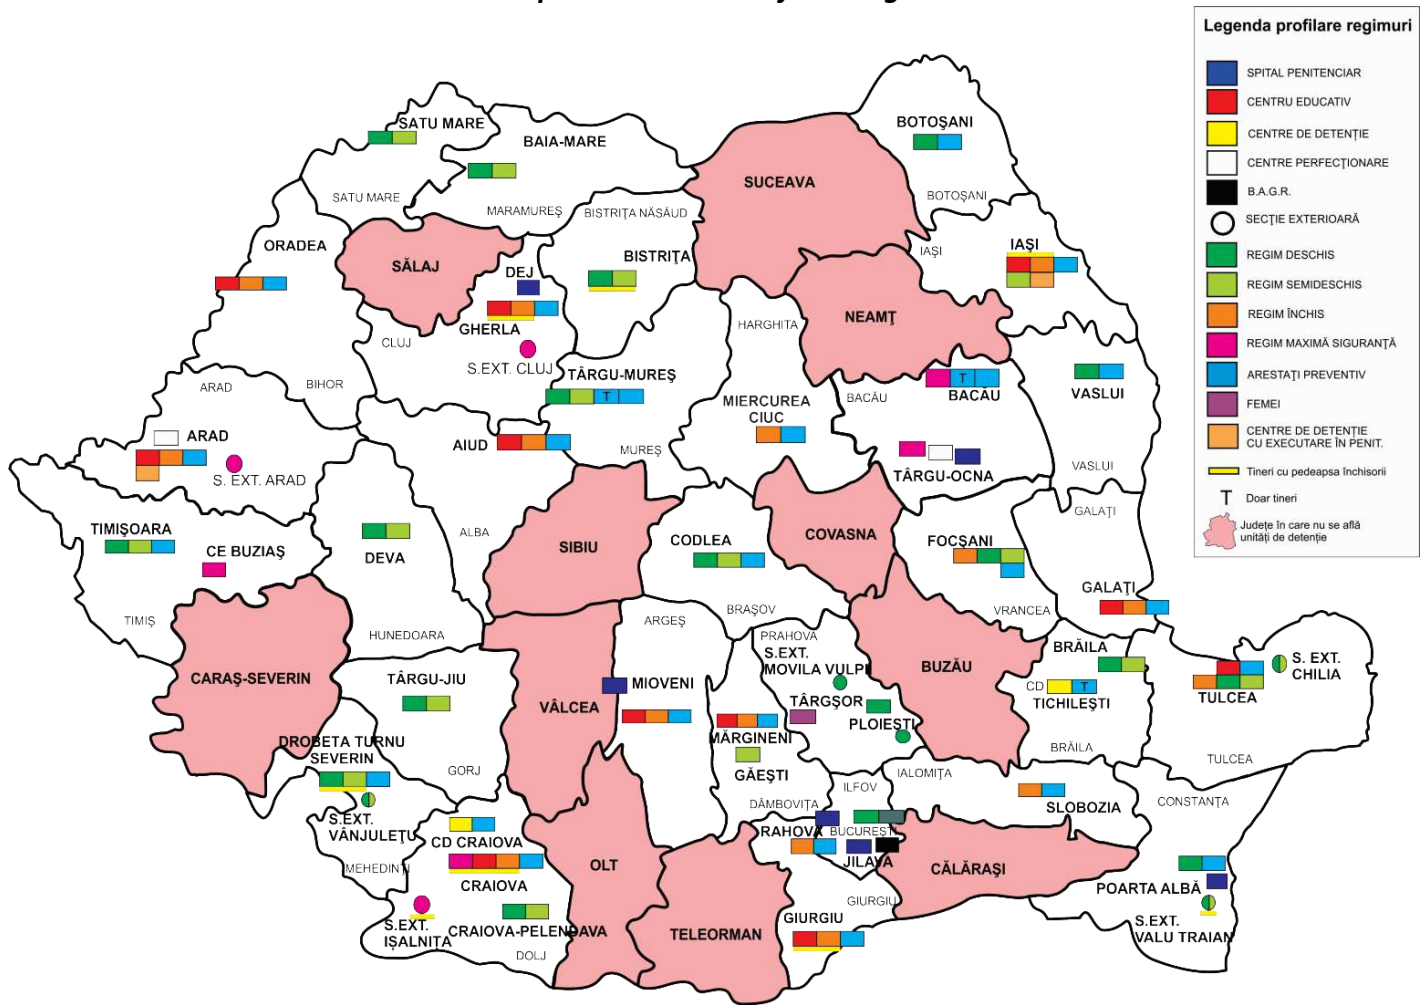 Legenda profilare regimuri
SPITAL PENITENCIAR
CENTRU EDUCATIV
CENTRE DE DETENȚIE
CENTRE PERFECŢIONARE
B.A.G.R.
SECŢIE EXTERIOARĂ
REGIM DESCHIS
REGIM SEMIDESCHIS
REGIM ÎNCHIS
REGIM MAXIMĂ SIGURANŢĂ
ARESTAŢI PREVENTIV
FEMEI
CENTRE DE DETENȚIE
CU EXECUTARE ÎN PENIT.
Tineri cu pedeapsa închisorii
T
Doar tineri
Județe în care nu se află
unități de detenție
SATU MARE
BAIA-MARE
BOTOȘANI
SUCEAVA
SATU MARE
MARAMUREȘ
BISTRIȚA NĂSĂUD
BOTOȘANI
ORADEA
SĂLAJ
DEJ
BISTRIȚA
IAȘI
IAȘI
GHERLA
CLUJ
S.EXT. CLUJ
HARGHITA
NEAMŢ
ARAD
BIHOR
TÂRGU-MUREȘ
T
MIERCUREA
CIUC
BACĂU
T
BACĂU
VASLUI
ARAD
S. EXT. ARAD
AIUD
MUREȘ
TÂRGU-OCNA
VASLUI
TIMIȘOARA
CE BUZIAȘ
DEVA
ALBA
SIBIU
CODLEA
COVASNA
FOCȘANI
GALAȚI
GALAȚI
TIMIȘ
HUNEDOARA
ARGEȘ
BRAȘOV
VRANCEA
CARAȘ-SEVERIN
TÂRGU-JIU
VÂLCEA
MIOVENI
PRAHOVA
S.EXT.
MOVILA VULPII
TÂRGȘOR
PLOIEȘTI
BUZĂU
BRĂILA
CD
T
TICHILEȘTI
BRĂILA
S. EXT.
CHILIA
TULCEA
TULCEA
DROBETA TURNU
SEVERIN
GORJ
MĂRGINENI
GĂEȘTI
DÂMBOVIȚA
ILFOV
IALOMIȚA
SLOBOZIA
CONSTANȚA
S.EXT.
VÂNJULEȚU
MEHEDINȚI
CD CRAIOVA
CRAIOVA
OLT
RAHOVA
BUCUREȘTI
JILAVA
CĂLĂRAȘI
POARTA ALBĂ
S.EXT.
IȘALNIȚA
CRAIOVA-PELENDAVA
DOLJ
TELEORMAN
GIURGIU
GIURGIU
S.EXT.
VALU TRAIAN